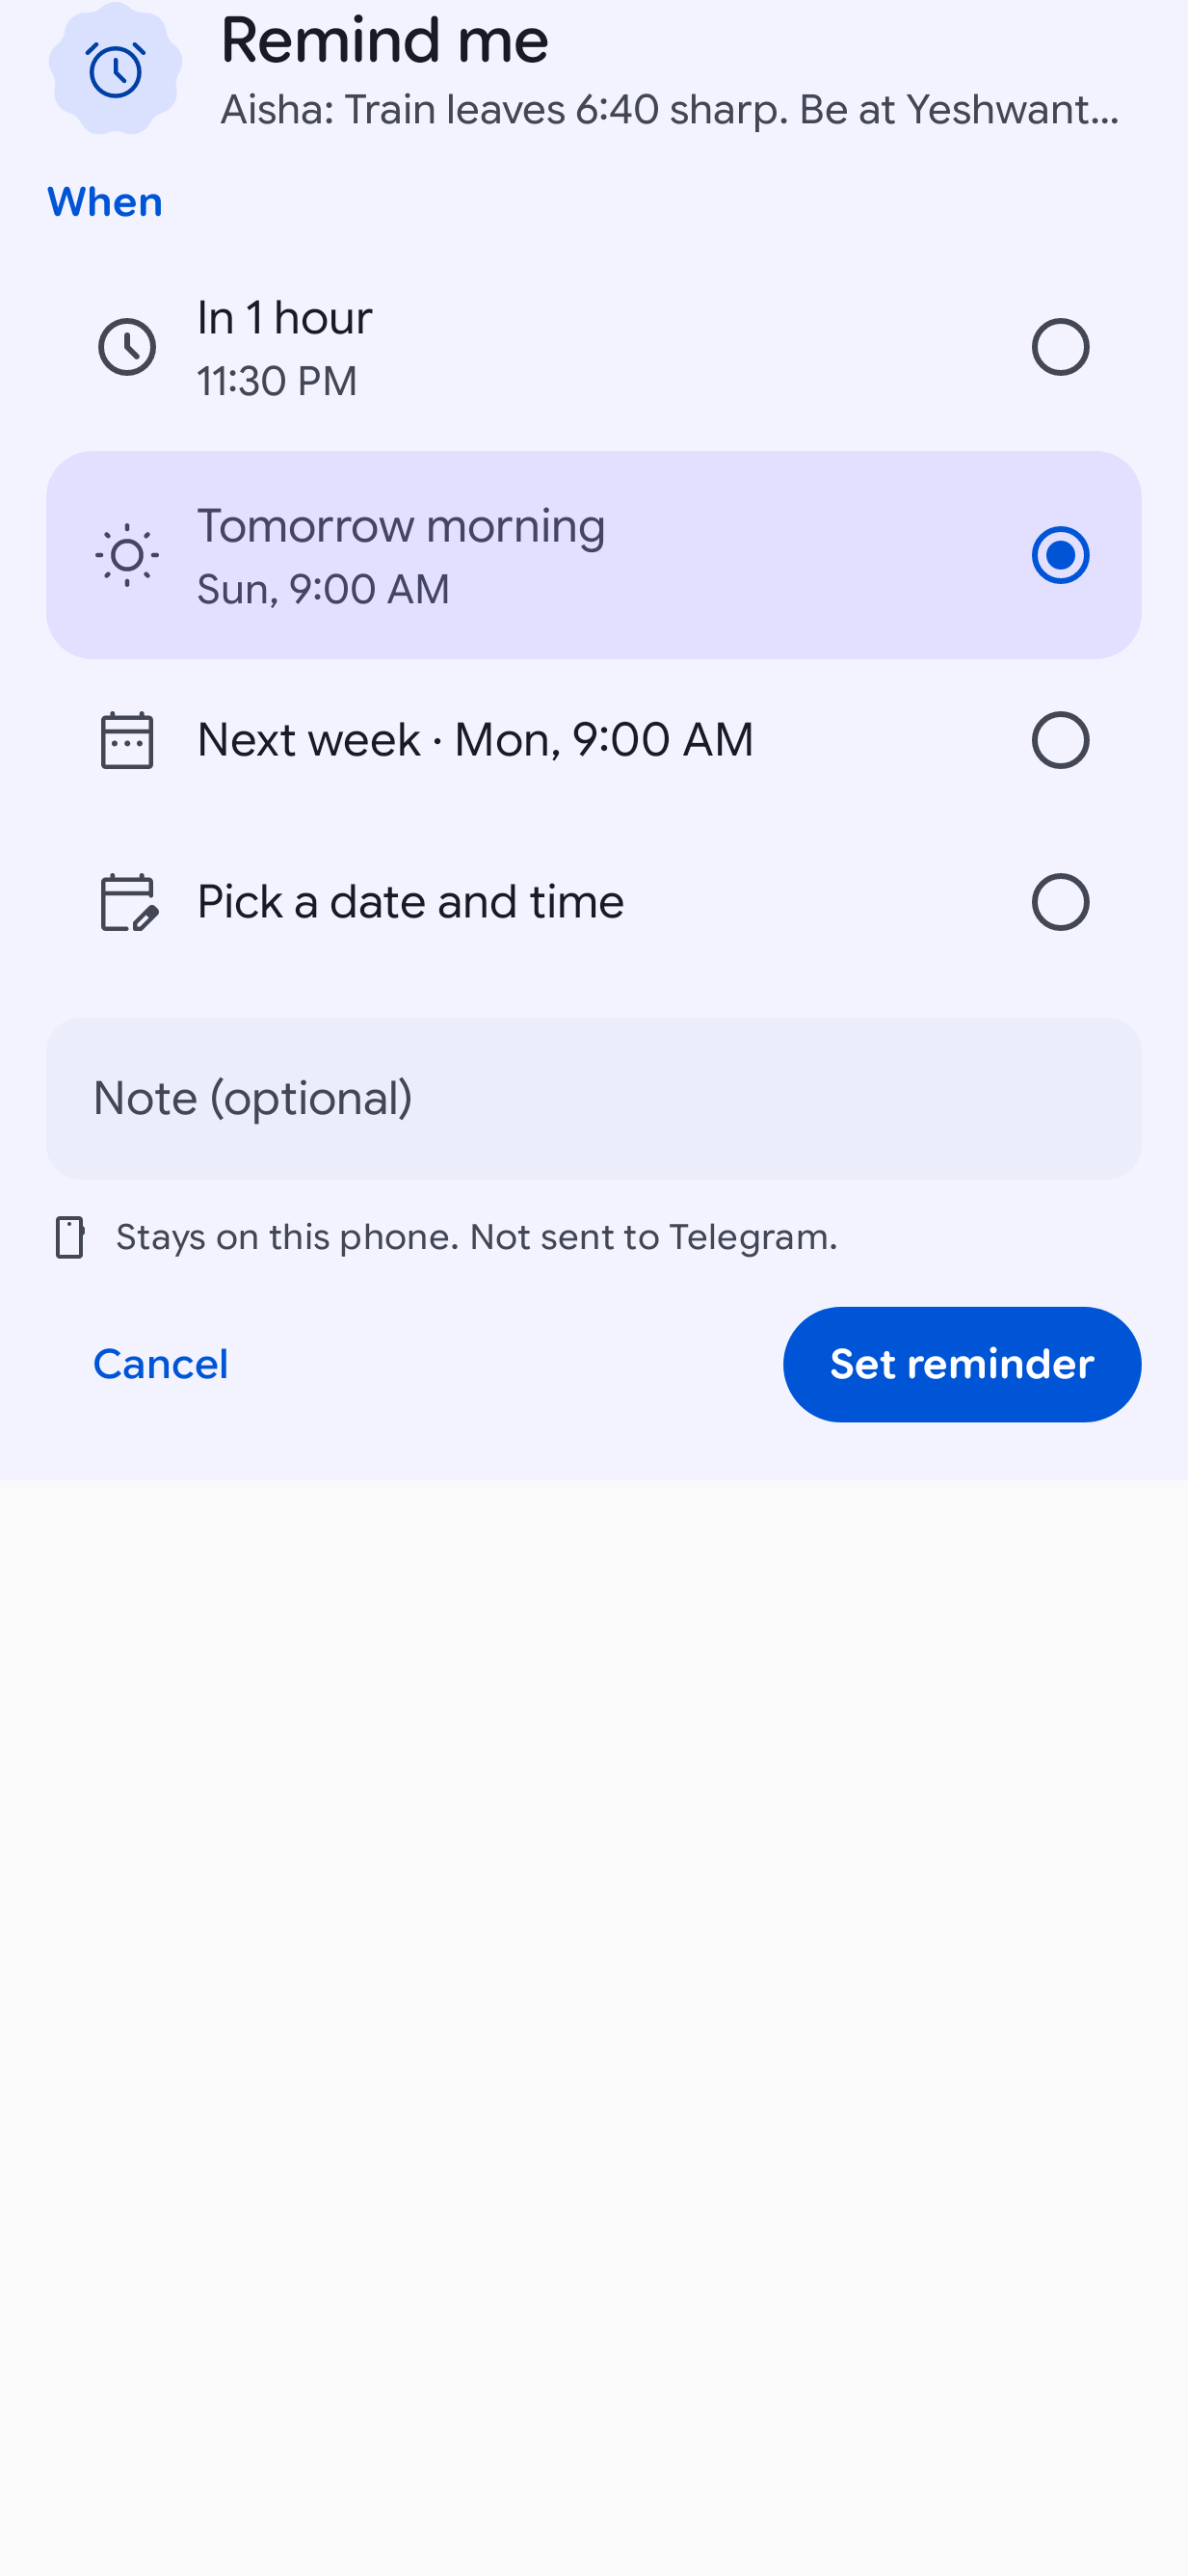 Remind me
Aisha: Train leaves 6:40 sharp. Be at Yeshwant...
When
In 1 hour
11:30 PM
Tomorrow morning
Sun, 9:00 AM
Next week · Mon, 9:00 AM
Pick a date and time
Note (optional)
Stays on this phone. Not sent to Telegram.
Cancel
Set reminder